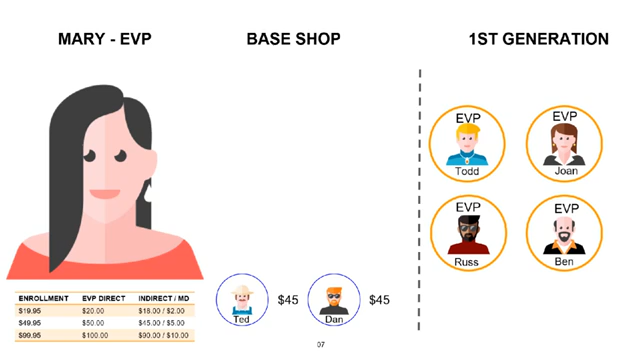 MARY - EVP
BASE SHOP
1ST GENERATION
EVP
Todd
EVP
Joan
EVP
Russ
EVP
Ben
ENROLLMENT EVP DIRECT INDIRECT / MD
$19.95 $20.00 $18.00 / $2.00
$49.95 $50.00 $45.00 / $5.00
$99.95 $100.00 $90.00 / $10.00
Ted
$45
Dan
$45
07